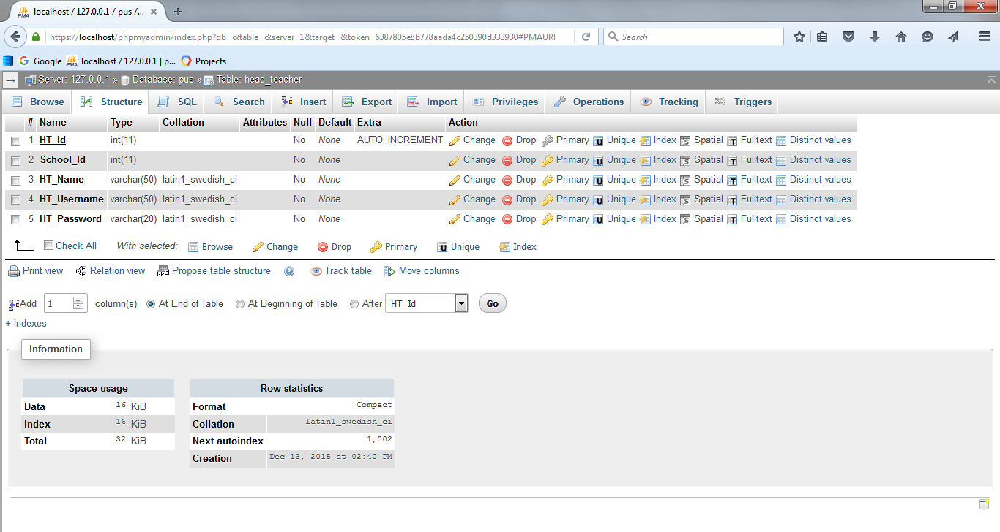 localhost / 127.0.0.1 / pus /...
https://localhost/phpmyadmin/index.php?db=&table=&server=1&target=&token=6387805e8b778aada4c250390d333930#PMAURI
Search
Google localhost / 127.0.0.1 | p... Projects
Server: 127.0.0.1 » Database: pus » Table: head_teacher
Browse Structure SQL Search Insert Export Import Privileges Operations Tracking Triggers
# Name Type Collation Attributes Null Default Extra Action
1 HT_Id int(11) No None AUTO_INCREMENT Change Drop Primary Unique Index Spatial Fulltext Distinct values
2 School_Id int(11) No None Change Drop Primary Unique Index Spatial Fulltext Distinct values
3 HT_Name varchar(50) latin1_swedish_ci No None Change Drop Primary Unique Index Spatial Fulltext Distinct values
4 HT_Username varchar(50) latin1_swedish_ci No None Change Drop Primary Unique Index Spatial Fulltext Distinct values
5 HT_Password varchar(20) latin1_swedish_ci No None Change Drop Primary Unique Index Spatial Fulltext Distinct values
Check All With selected: Browse Change Drop Primary Unique Index
Print view Relation view Propose table structure Track table Move columns
Add 1 column(s) At End of Table At Beginning of Table After HT_Id Go
+ Indexes
Information
Space usage
Data 16 KiB
Index 16 KiB
Total 32 KiB
Row statistics
Format Compact
Collation latin1_swedish_ci
Next autoindex 1,002
Creation Dec 13, 2015 at 02:40 PM